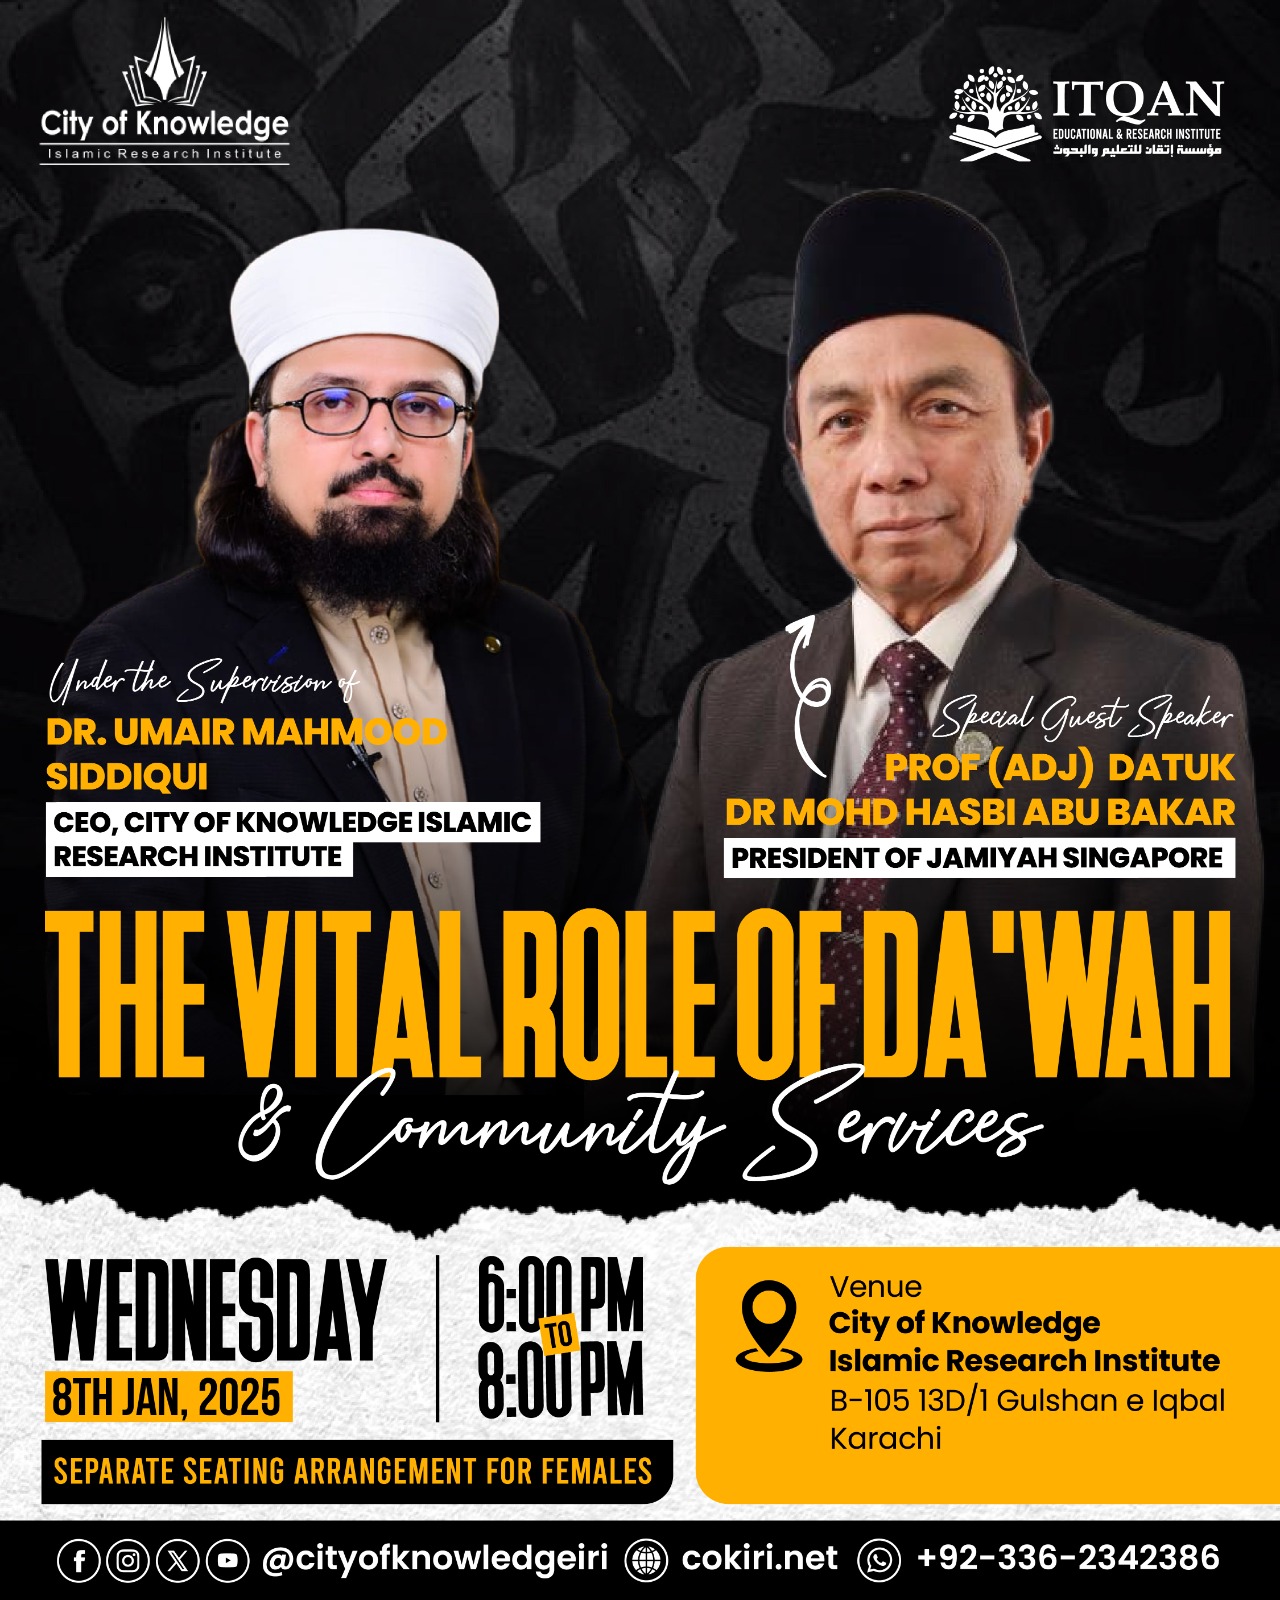 City of Knowledge
Islamic Research Institute
ITQAN
EDUCATIONAL & RESEARCH INSTITUTE
مؤسسة إتقان للتعليم والبحوث
Under the Supervision of
DR. UMAIR MAHMOOD
SIDDIQUI
CEO, CITY OF KNOWLEDGE ISLAMIC
RESEARCH INSTITUTE
Special Guest Speaker
PROF (ADJ) DATUK
DR MOHD HASBI ABU BAKAR
PRESIDENT OF JAMIYAH SINGAPORE
THE VITAL ROLE OF DA'WAH
& Community Services
WEDNESDAY
8TH JAN, 2025
6:00 PM
TO
8:00 PM
SEPARATE SEATING ARRANGEMENT FOR FEMALES
Venue
City of Knowledge
Islamic Research Institute
B-105 13D/1 Gulshan e Iqbal
Karachi
@cityofknowledgeiri cokiri.net +92-336-2342386